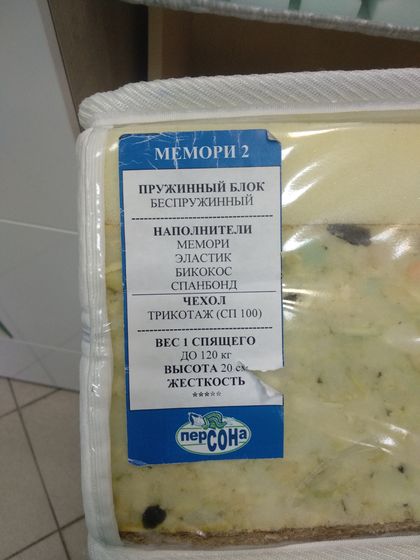 МЕМОРИ 2
ПРУЖИННЫЙ БЛОК
БЕСПРУЖИННЫЙ
НАПОЛНИТЕЛИ
МЕМОРИ
ЭЛАСТИК
БИКОКОС
СПАНБОНД
ЧЕХОЛ
ТРИКОТАЖ (СП 100)
ВЕС 1 СПЯЩЕГО
ДО 120 кг
ВЫСОТА 20 см
ЖЕСТКОСТЬ
перСОНа